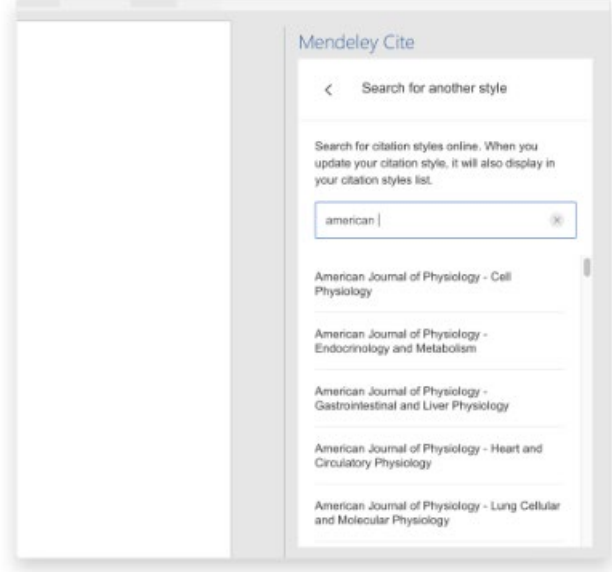 Mendeley Cite
Search for another style
Search for citation styles online. When you
update your citation style, it will also display in
your citation styles list.
american
American Journal of Physiology - Cell
Physiology
American Journal of Physiology -
Endocrinology and Metabolism
American Journal of Physiology -
Gastrointestinal and Liver Physiology
American Journal of Physiology - Heart and
Circulatory Physiology
American Journal of Physiology - Lung Cellular
and Molecular Physiology